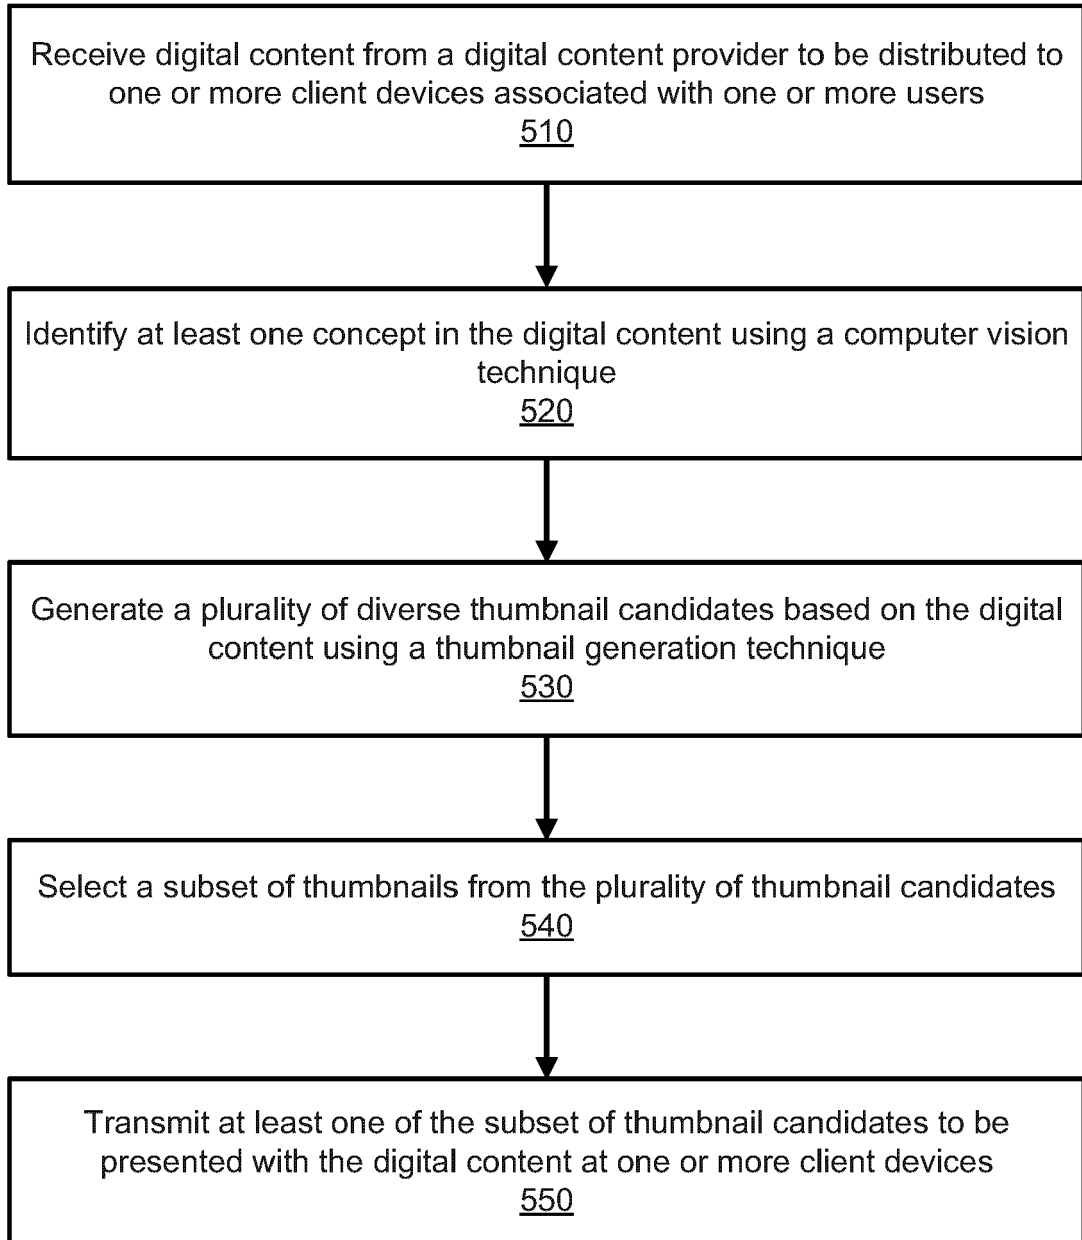 Receive digital content from a digital content provider to be distributed to
one or more client devices associated with one or more users
510
Identify at least one concept in the digital content using a computer vision
technique
520
Generate a plurality of diverse thumbnail candidates based on the digital
content using a thumbnail generation technique
530
Select a subset of thumbnails from the plurality of thumbnail candidates
540
Transmit at least one of the subset of thumbnail candidates to be
presented with the digital content at one or more client devices
550